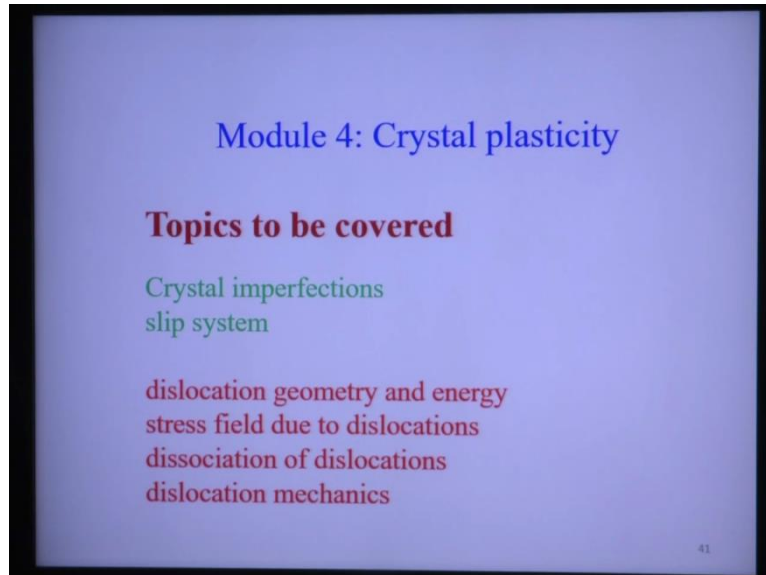 Module 4: Crystal plasticity
Topics to be covered
Crystal imperfections
slip system
dislocation geometry and energy
stress field due to dislocations
dissociation of dislocations
dislocation mechanics
41